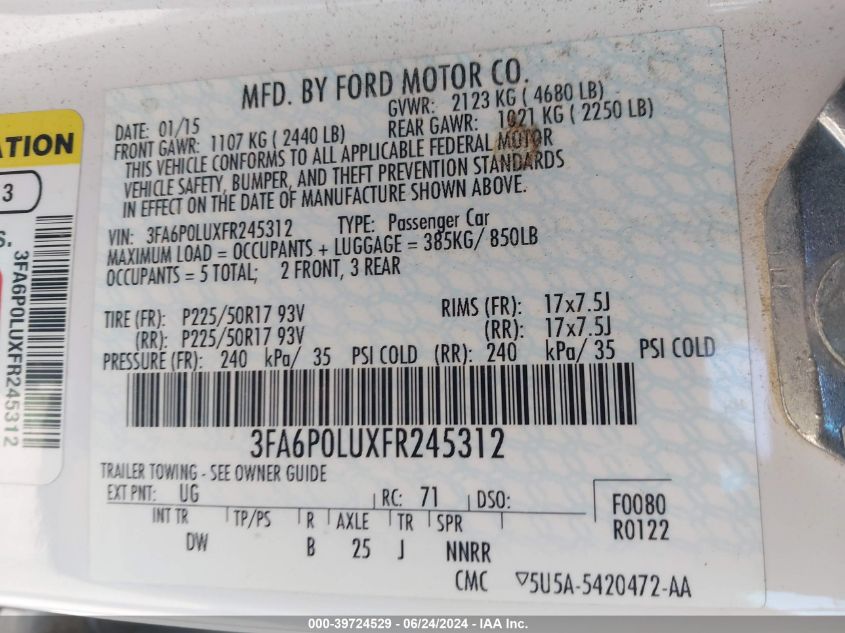 MFD. BY FORD MOTOR CO.
DATE: 01/15 GVWR: 2123 KG ( 4680 LB)
FRONT GAWR: 1107 KG ( 2440 LB) REAR GAWR: 1021 KG ( 2250 LB)
THIS VEHICLE CONFORMS TO ALL APPLICABLE FEDERAL MOTOR
VEHICLE SAFETY, BUMPER, AND THEFT PREVENTION STANDARDS
IN EFFECT ON THE DATE OF MANUFACTURE SHOWN ABOVE.
VIN: 3FA6P0LUXFR245312 TYPE: Passenger Car
MAXIMUM LOAD = OCCUPANTS + LUGGAGE = 385KG/ 850LB
OCCUPANTS = 5 TOTAL; 2 FRONT, 3 REAR
TIRE (FR): P225/50R17 93V RIMS (FR): 17x7.5J
(RR): P225/50R17 93V (RR): 17x7.5J
PRESSURE (FR): 240 kPa/ 35 PSI COLD (RR): 240 kPa/ 35 PSI COLD
3FA6P0LUXFR245312
TRAILER TOWING - SEE OWNER GUIDE
EXT PNT: UG RC: 71 DSO:
INT TR TP/PS R AXLE TR SPR
DW B 25 J NNRR
F0080
R0122
CMC ▽5U5A-5420472-AA
3
3FA6P0LUXFR245312
000-39724529 - 06/24/2024 - IAA Inc.